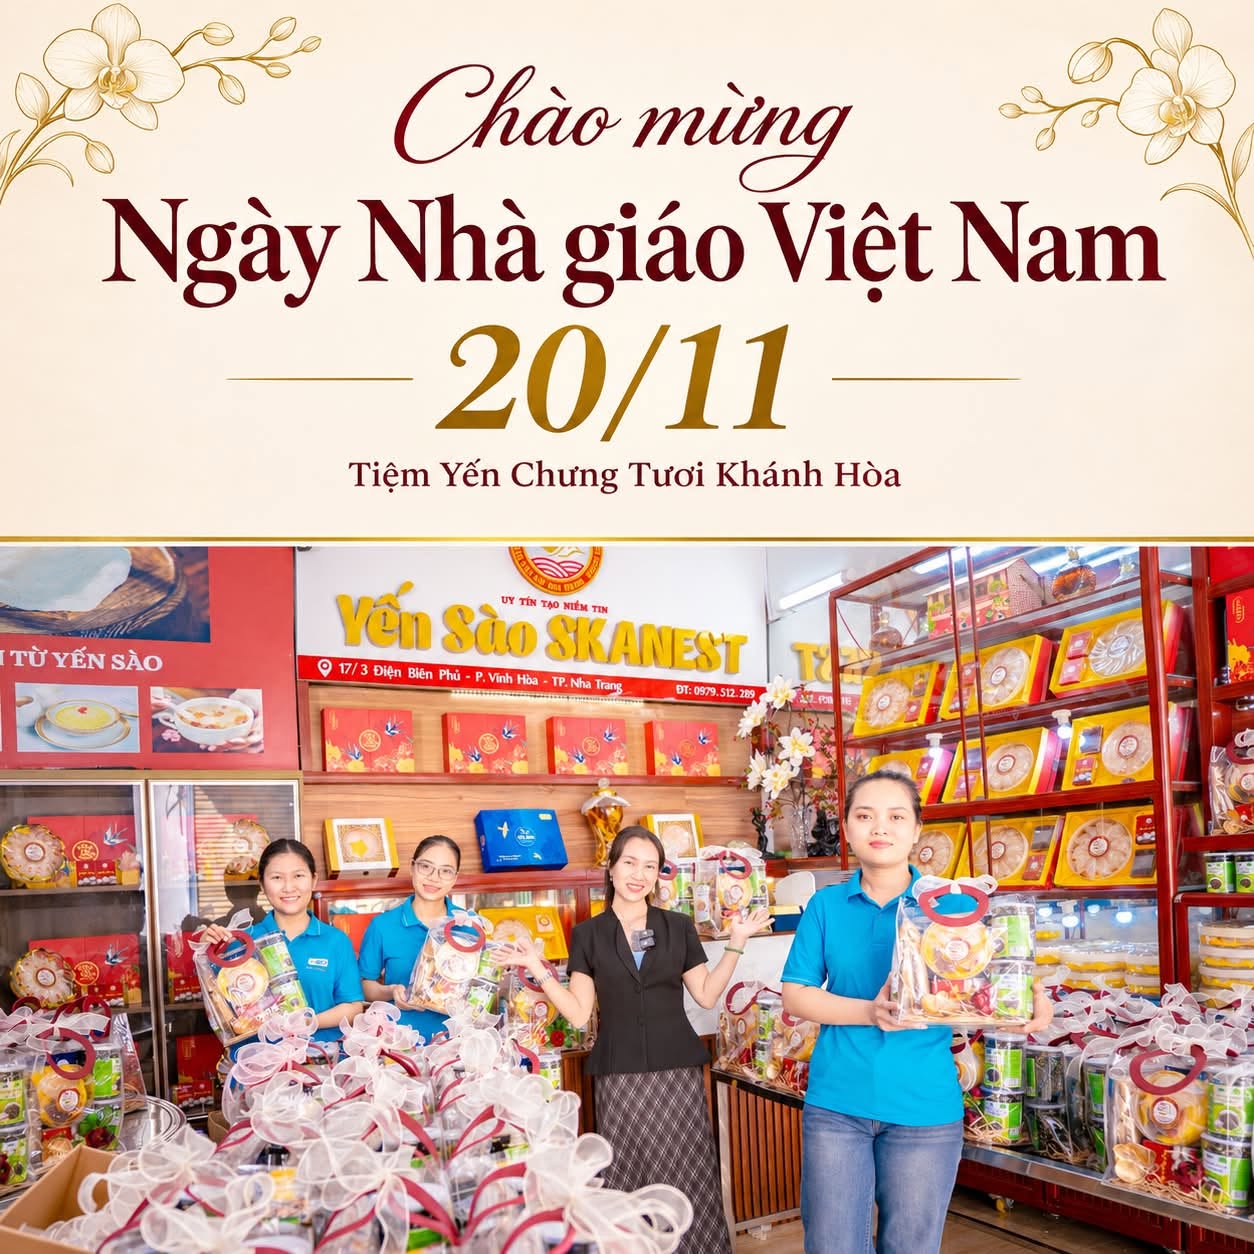 Chào mừng
Ngày Nhà giáo Việt Nam
20/11
Tiệm Yến Chưng Tươi Khánh Hòa
UY TÍN TẠO NIỀM TIN
Yến Sào SKANEST
17/3 Điện Biên Phủ - P. Vĩnh Hòa - TP. Nha Trang
ĐT: 0979.512.289
TỪ YẾN SÀO